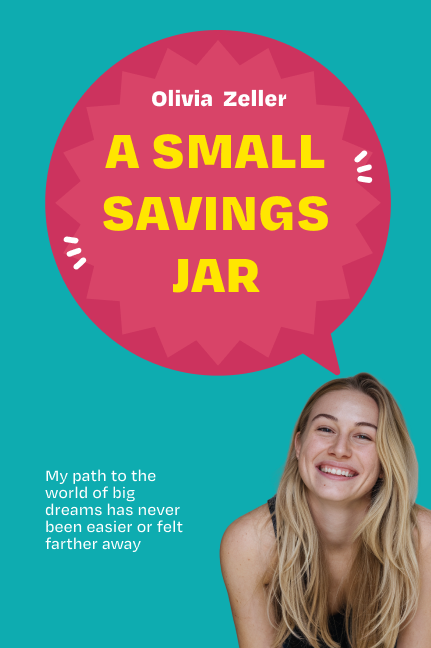 Olivia Zeller
A SMALL
SAVINGS
JAR
My path to the
world of big
dreams has never
been easier or felt
farther away